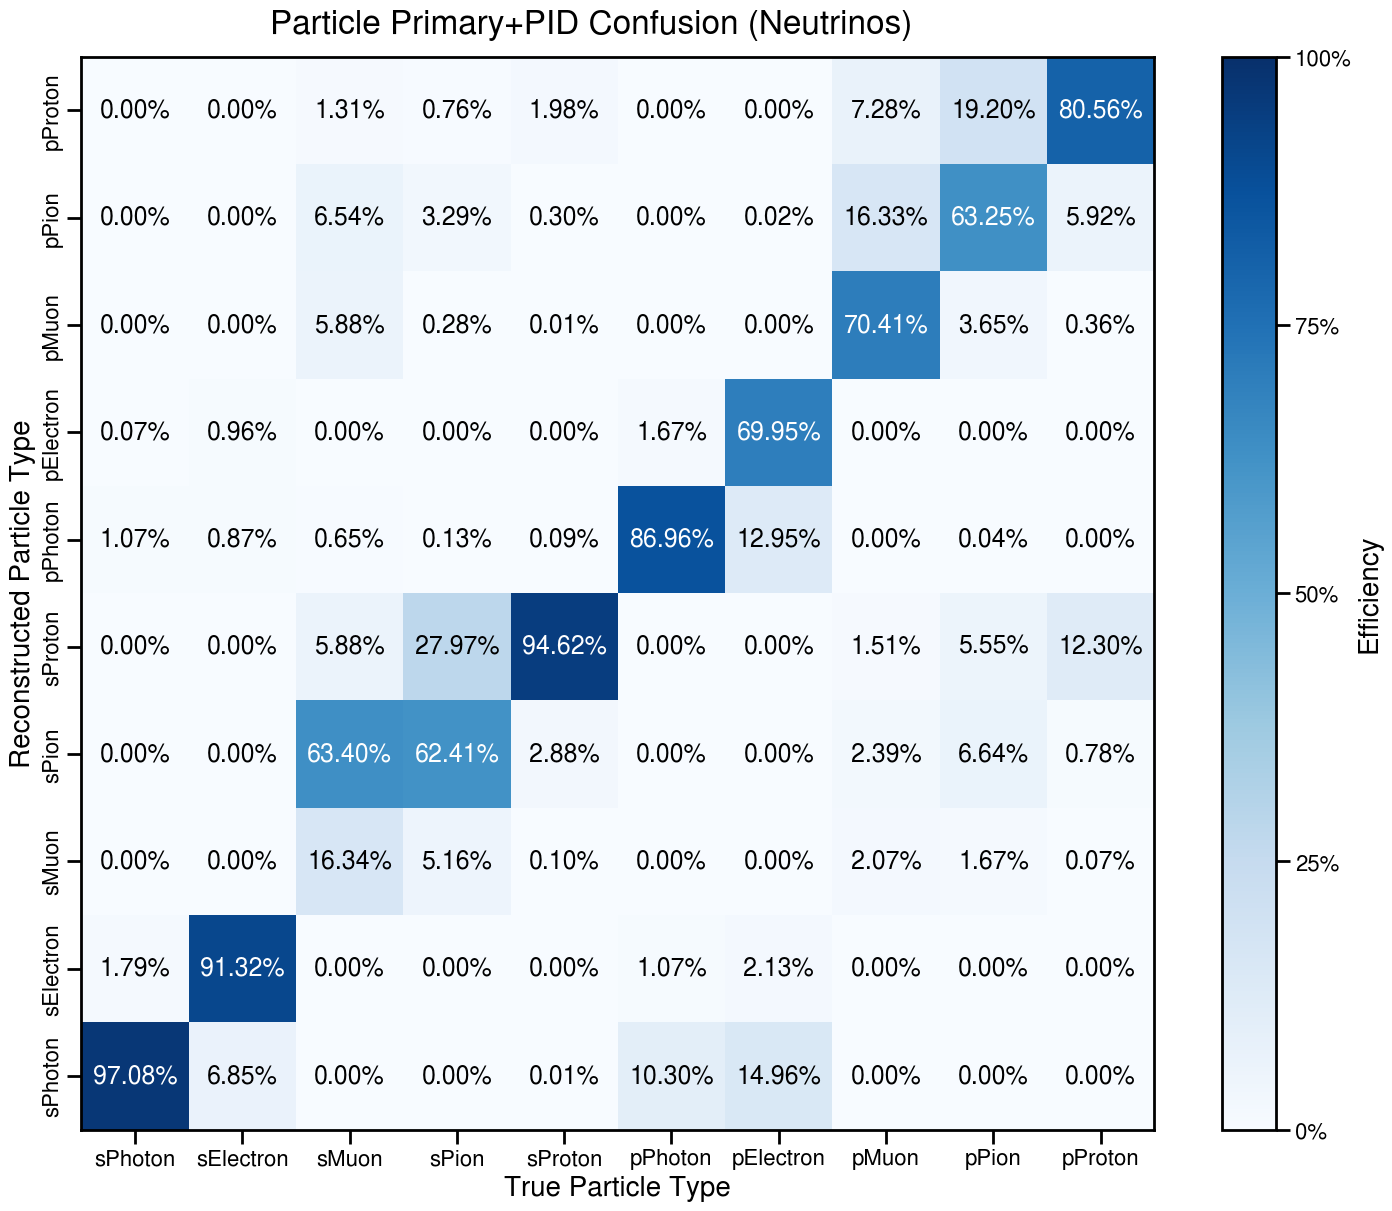 Particle Primary+PID Confusion (Neutrinos)
Reconstructed Particle Type
pProton 0.00% 0.00% 1.31% 0.76% 1.98% 0.00% 0.00% 7.28% 19.20% 80.56%
pPion 0.00% 0.00% 6.54% 3.29% 0.30% 0.00% 0.02% 16.33% 63.25% 5.92%
pMuon 0.00% 0.00% 5.88% 0.28% 0.01% 0.00% 0.00% 70.41% 3.65% 0.36%
pElectron 0.07% 0.96% 0.00% 0.00% 0.00% 1.67% 69.95% 0.00% 0.00% 0.00%
pPhoton 1.07% 0.87% 0.65% 0.13% 0.09% 86.96% 12.95% 0.00% 0.04% 0.00%
sProton 0.00% 0.00% 5.88% 27.97% 94.62% 0.00% 0.00% 1.51% 5.55% 12.30%
sPion 0.00% 0.00% 63.40% 62.41% 2.88% 0.00% 0.00% 2.39% 6.64% 0.78%
sMuon 0.00% 0.00% 16.34% 5.16% 0.10% 0.00% 0.00% 2.07% 1.67% 0.07%
sElectron 1.79% 91.32% 0.00% 0.00% 0.00% 1.07% 2.13% 0.00% 0.00% 0.00%
sPhoton 97.08% 6.85% 0.00% 0.00% 0.01% 10.30% 14.96% 0.00% 0.00% 0.00%
sPhoton sElectron sMuon sPion sProton pPhoton pElectron pMuon pPion pProton
True Particle Type
100%
75%
50%
25%
0%
Efficiency